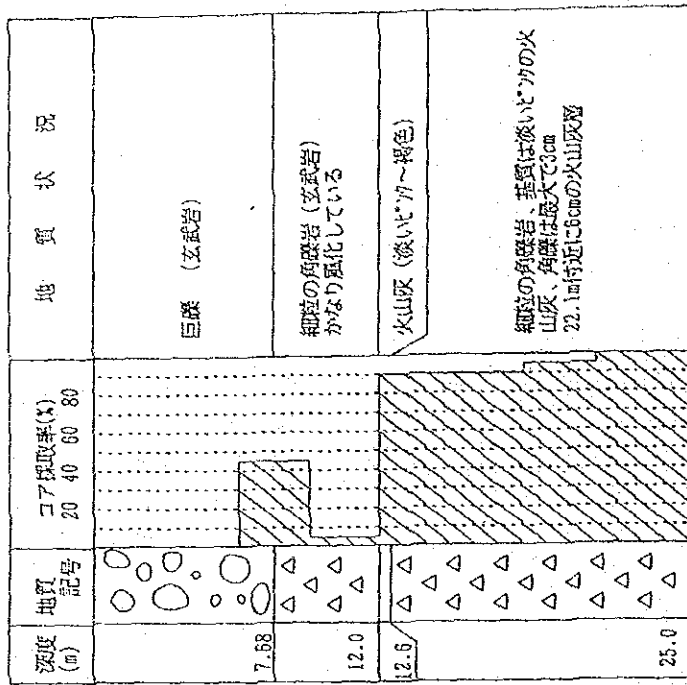 深度
(m)
地質
記号
コア採取率(%)
20 40 60 80
地 質 状 況
7.68
巨礫 (玄武岩)
12.0
細粒の角礫岩 (玄武岩)
かなり風化している
12.6
火山灰 (淡いピンク~褐色)
25.0
細粒の角礫岩、基質は淡いピンクの火
山灰、角礫は最大で3cm
22.1m付近に6cmの火山灰層